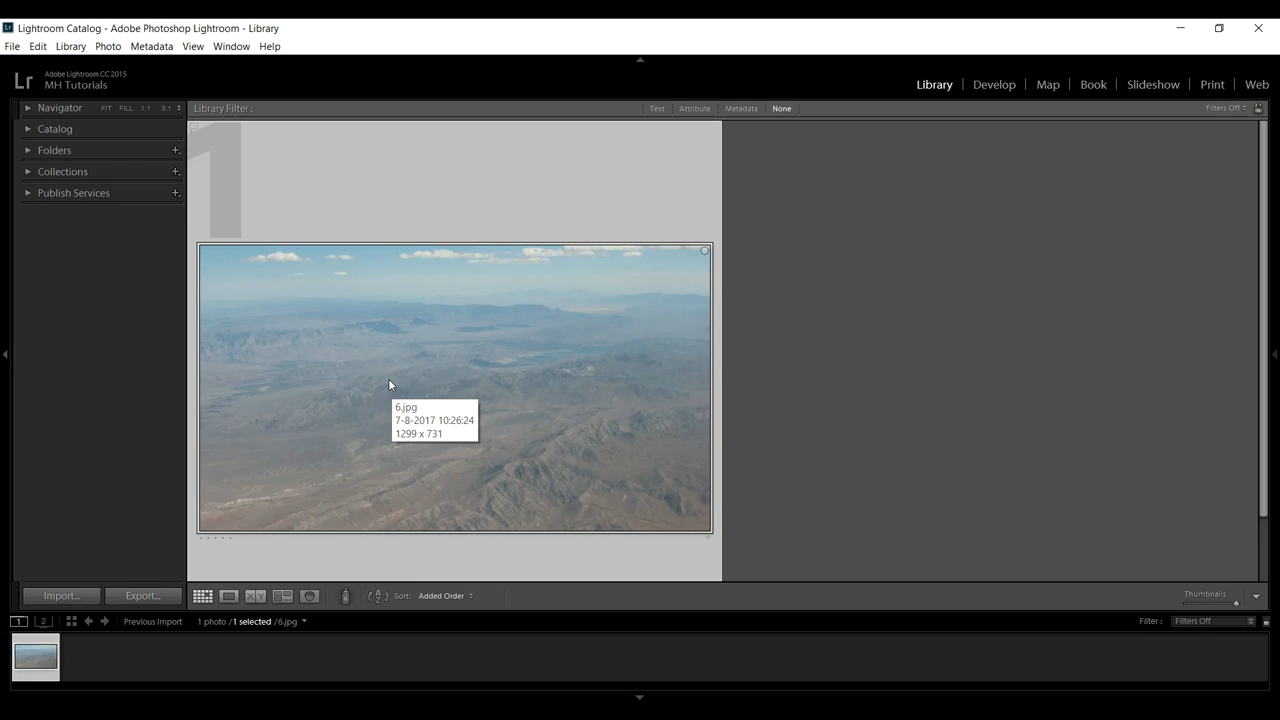 Lightroom Catalog - Adobe Photoshop Lightroom - Library
File Edit Library Photo Metadata View Window Help
Lr
Adobe Lightroom CC 2015
MH Tutorials
Library Develop Map Book Slideshow Print Web
Navigator FIT FILL 1:1 3:1
Library Filter : Text Attribute Metadata None Filters Off
Catalog
Folders
Collections
Publish Services
1
6.jpg
7-8-2017 10:26:24
1299 x 731
Import... Export... XY Sort: Added Order Thumbnails
1 2 Previous Import 1 photo / 1 selected / 6.jpg Filter : Filters Off